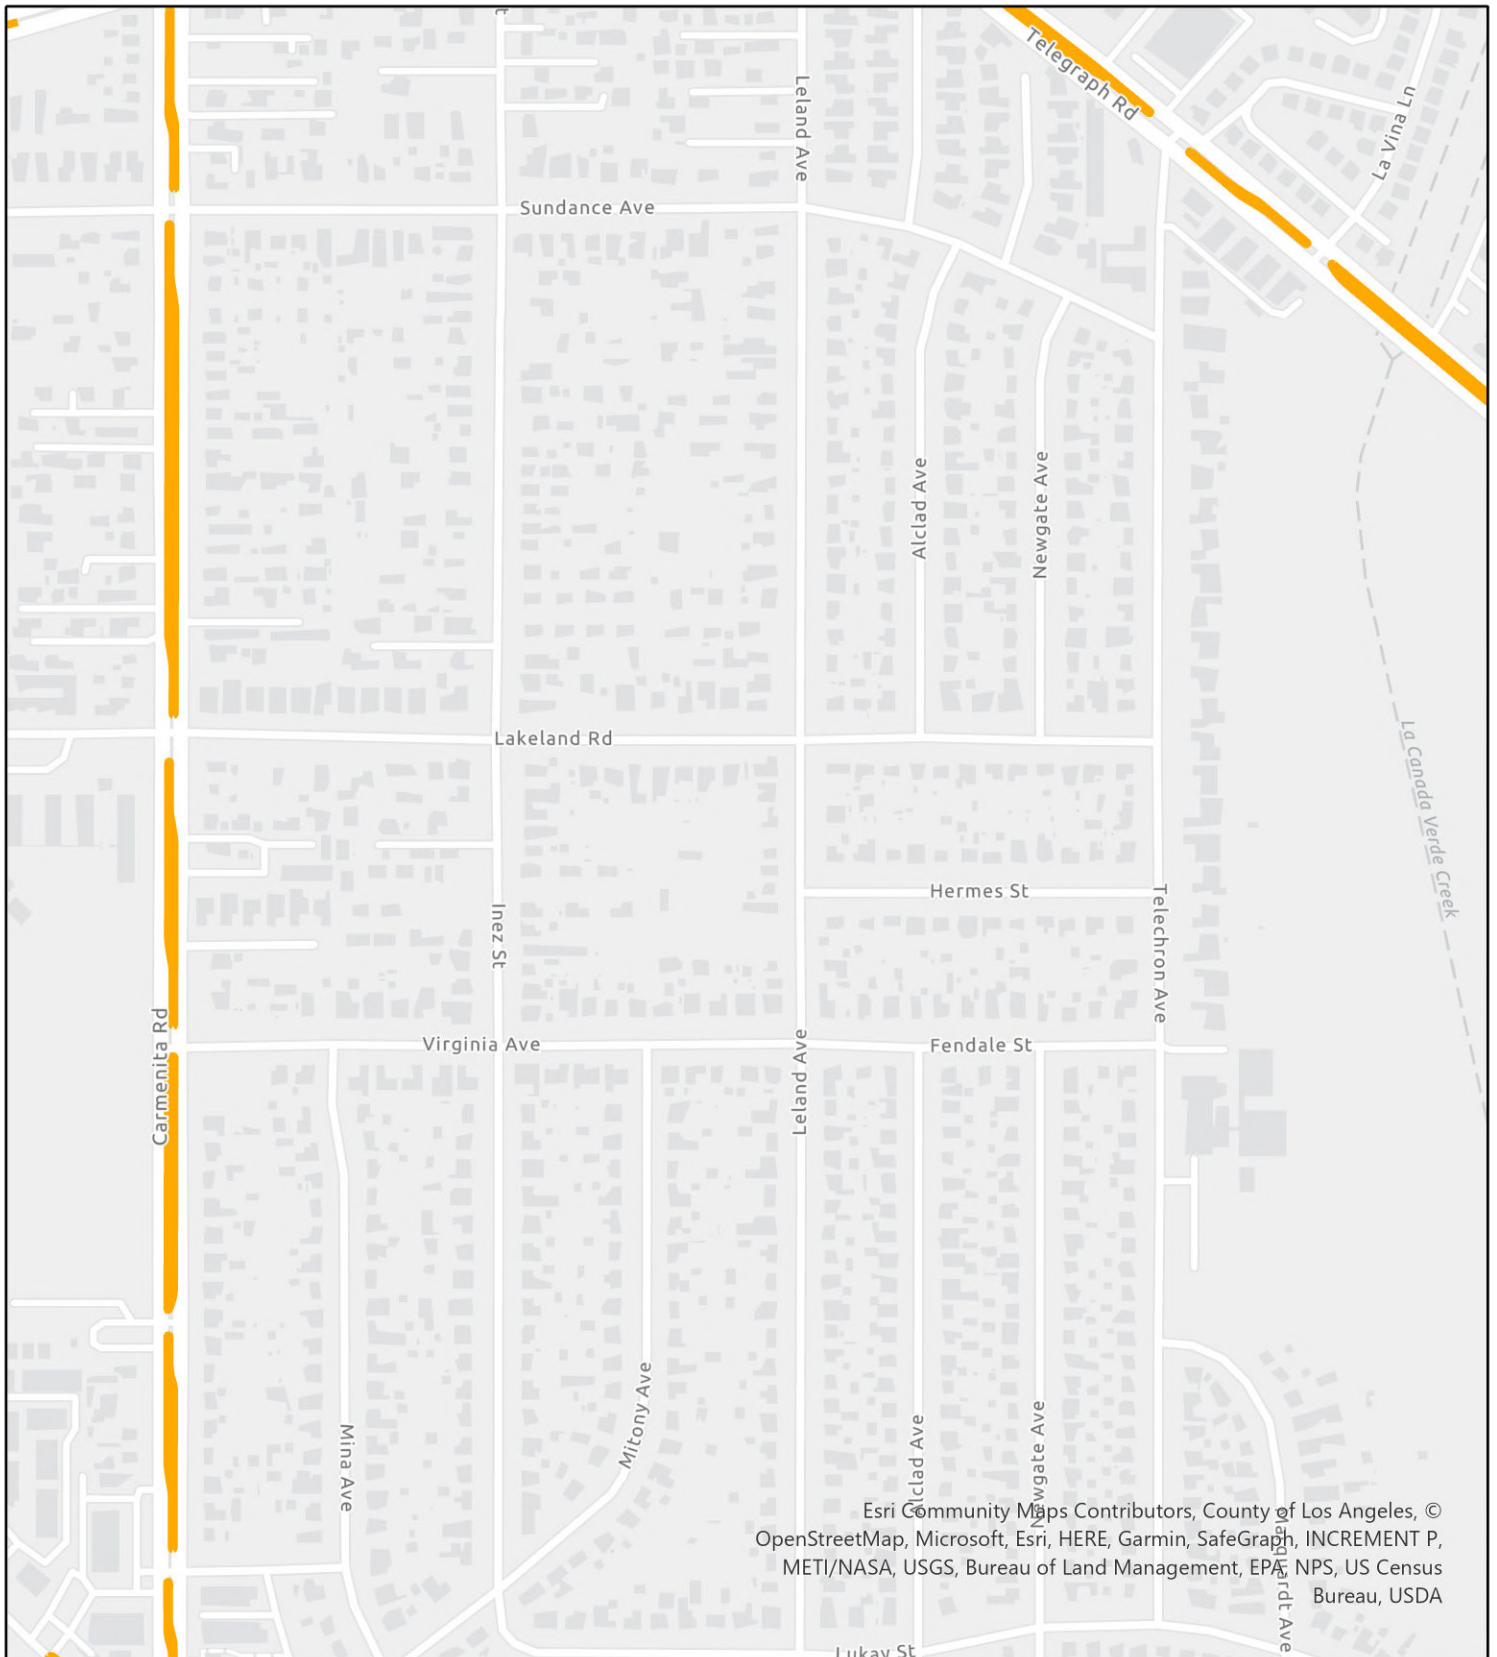 Telegraph Rd
La Vina Ln
Leland Ave
Sundance Ave
Alclad Ave
Newgate Ave
Lakeland Rd
La Canada Verde Creek
Hermes St
Telechron Ave
Inez St
Carmenita Rd
Virginia Ave
Fendale St
Leland Ave
Mitony Ave
Mina Ave
Alclad Ave
Newgate Ave
Marquardt Ave
Esri Community Maps Contributors, County of Los Angeles, ©
OpenStreetMap, Microsoft, Esri, HERE, Garmin, SafeGraph, INCREMENT P,
METI/NASA, USGS, Bureau of Land Management, EPA, NPS, US Census
Bureau, USDA
Lukay St